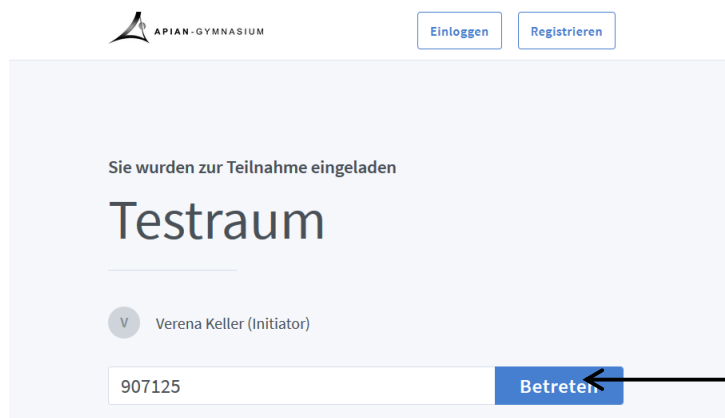 APIAN-GYMNASIUM
Einloggen
Registrieren
Sie wurden zur Teilnahme eingeladen
Testraum
V
Verena Keller (Initiator)
907125
Betreten